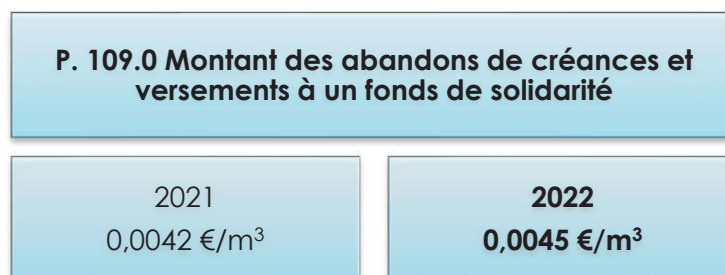 P. 109.0 Montant des abandons de créances et
versements à un fonds de solidarité
2021
0,0042 €/m³
2022
0,0045 €/m³